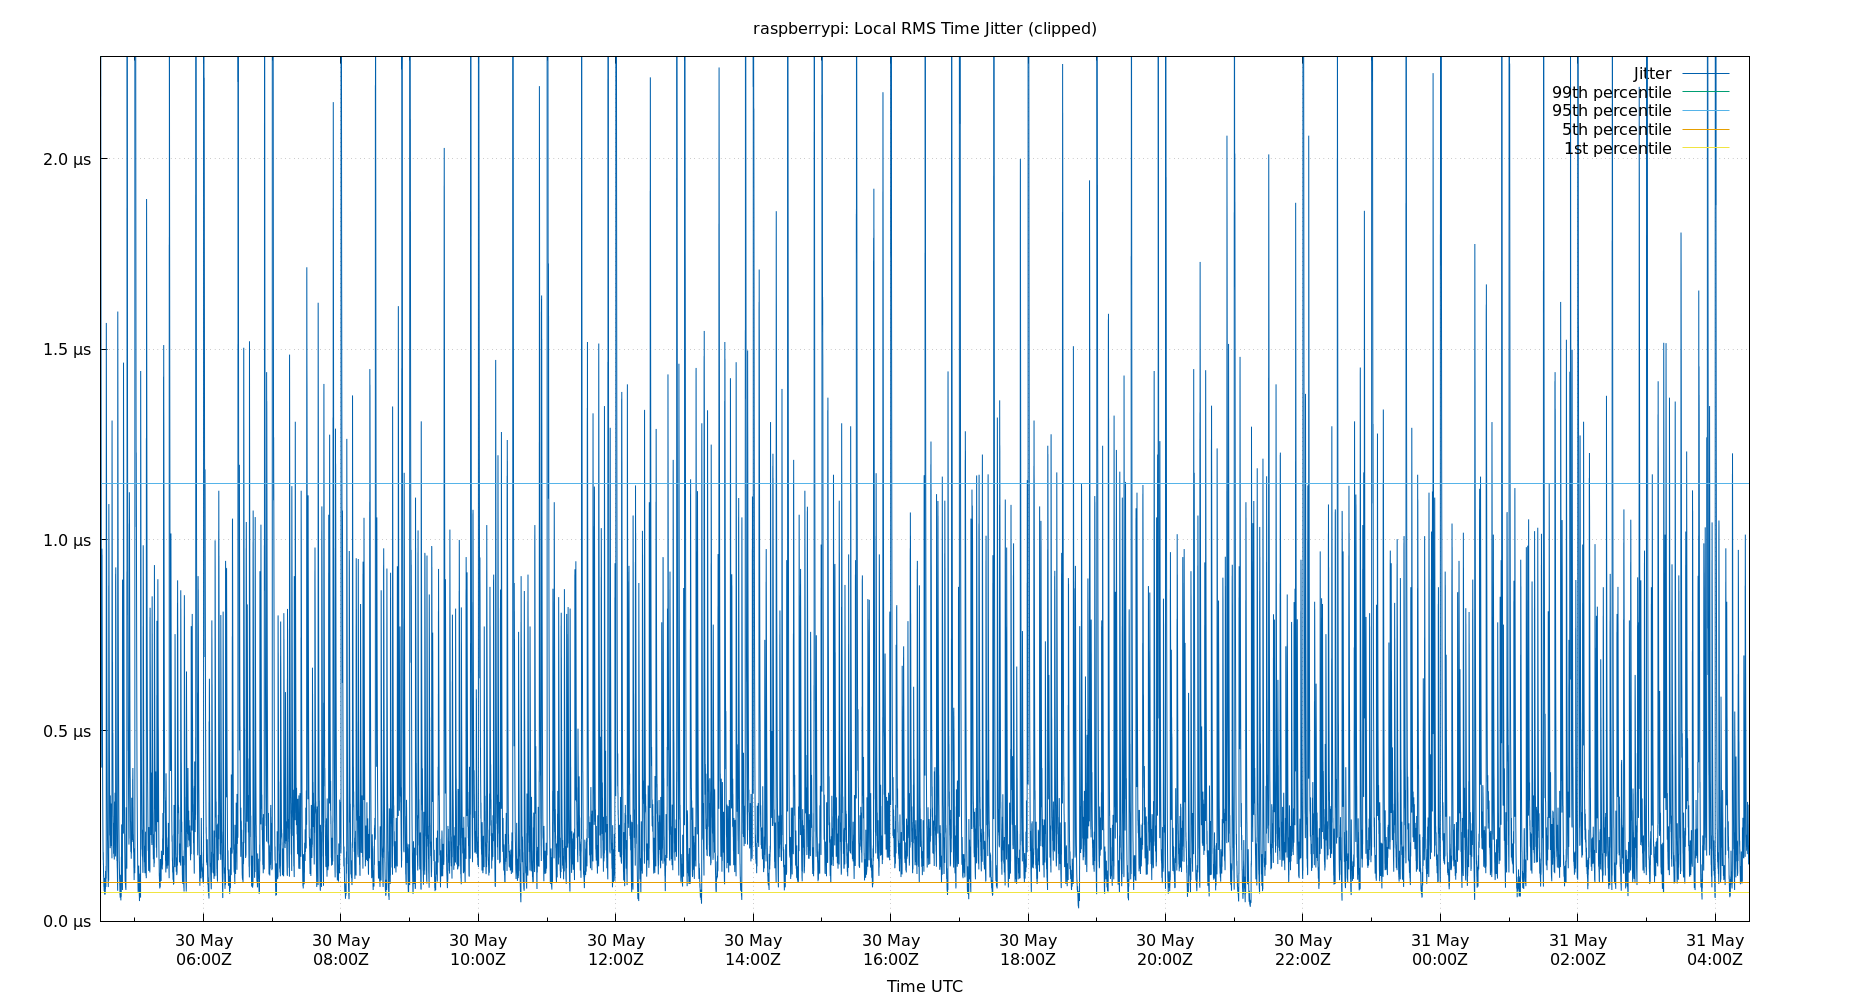 raspberrypi: Local RMS Time Jitter (clipped)
Jitter
99th percentile
95th percentile
5th percentile
1st percentile
2.0 µs
1.5 µs
1.0 µs
0.5 µs
0.0 µs
30 May 30 May 30 May 30 May 30 May 30 May 30 May 30 May 30 May 31 May 31 May 31 May
06:00Z 08:00Z 10:00Z 12:00Z 14:00Z 16:00Z 18:00Z 20:00Z 22:00Z 00:00Z 02:00Z 04:00Z
Time UTC